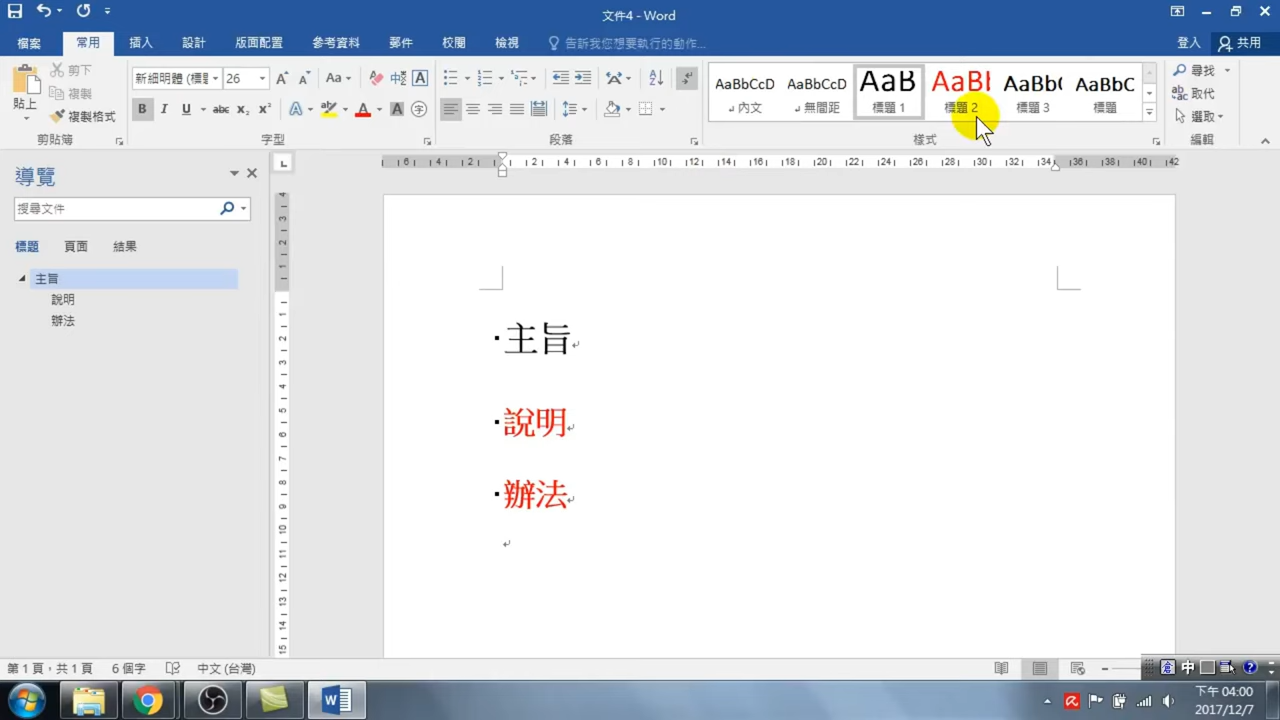 文件4 - Word
檔案 常用 插入 設計 版面配置 參考資料 郵件 校閱 檢視 告訴我您想要執行的動作... 登入 共用
貼上 剪下 複製 複製格式
新細明體 (標題 26
AaBbCcD AaBbCcD AaB AaBl AaBb( AaBbC
內文 無間距 標題 1 標題 2 標題 3 標題
尋找 取代 選取
剪貼簿 字型 段落 樣式 編輯
導覽
搜尋文件
標題 頁面 結果
主旨
說明
辦法
主旨
說明
辦法
第 1 頁,共 1 頁 6 個字 中文 (台灣)
下午 04:00
2017/12/7